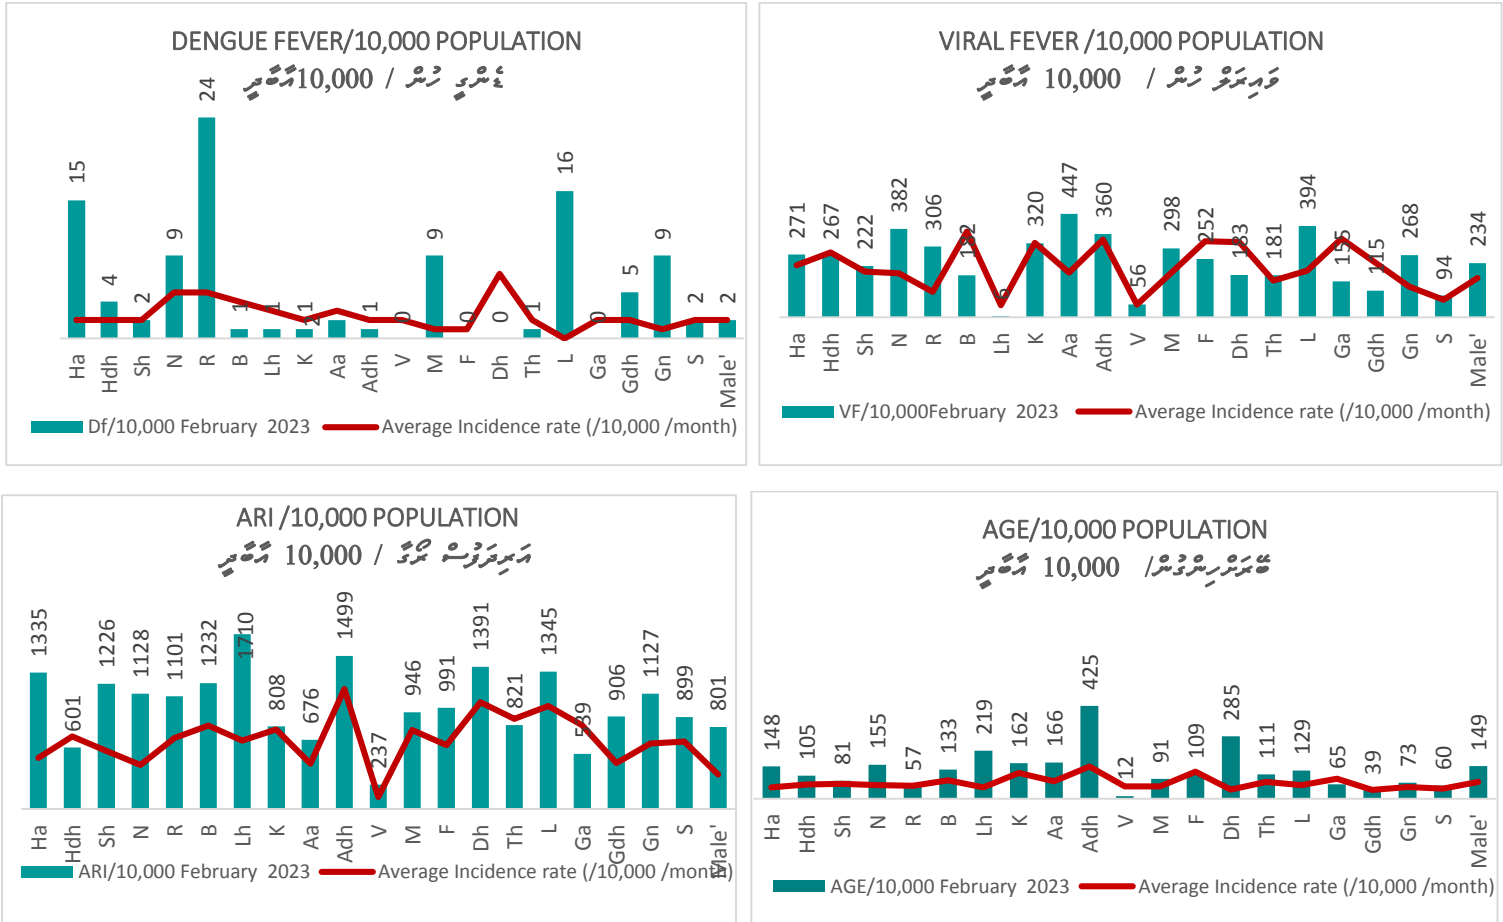 DENGUE FEVER/10,000 POPULATION
ޑެންގީ ހުން / 10,000އާބާދީ
15
4
2
9
24
1
1
1
2
1
0
9
0
0
1
16
0
5
9
2
2
Ha
Hdh
Sh
N
R
B
Lh
K
Aa
Adh
V
M
F
Dh
Th
L
Ga
Gdh
Gn
S
Male'
Df/10,000 February 2023
Average Incidence rate (/10,000 /month)
VIRAL FEVER /10,000 POPULATION
ވައިރަލް ހުން / 10,000 އާބާދީ
271
267
222
382
306
182
6
320
447
360
56
298
252
183
181
394
155
115
268
94
234
Ha
Hdh
Sh
N
R
B
Lh
K
Aa
Adh
V
M
F
Dh
Th
L
Ga
Gdh
Gn
S
Male'
VF/10,000February 2023
Average Incidence rate (/10,000 /month)
ARI /10,000 POPULATION
އަރިދަފުސް ރޯގާ / 10,000 އާބާދީ
1335
601
1226
1128
1101
1232
1710
808
676
1499
237
946
991
1391
821
1345
539
906
1127
899
801
Ha
Hdh
Sh
N
R
B
Lh
K
Aa
Adh
V
M
F
Dh
Th
L
Ga
Gdh
Gn
S
Male'
ARI/10,000 February 2023
Average Incidence rate (/10,000 /month)
AGE/10,000 POPULATION
ބޭރަށްހިންގުން/ 10,000 އާބާދީ
148
105
81
155
57
133
219
162
166
425
12
91
109
285
111
129
65
39
73
60
149
Ha
Hdh
Sh
N
R
B
Lh
K
Aa
Adh
V
M
F
Dh
Th
L
Ga
Gdh
Gn
S
Male'
AGE/10,000 February 2023
Average Incidence rate (/10,000 /month)